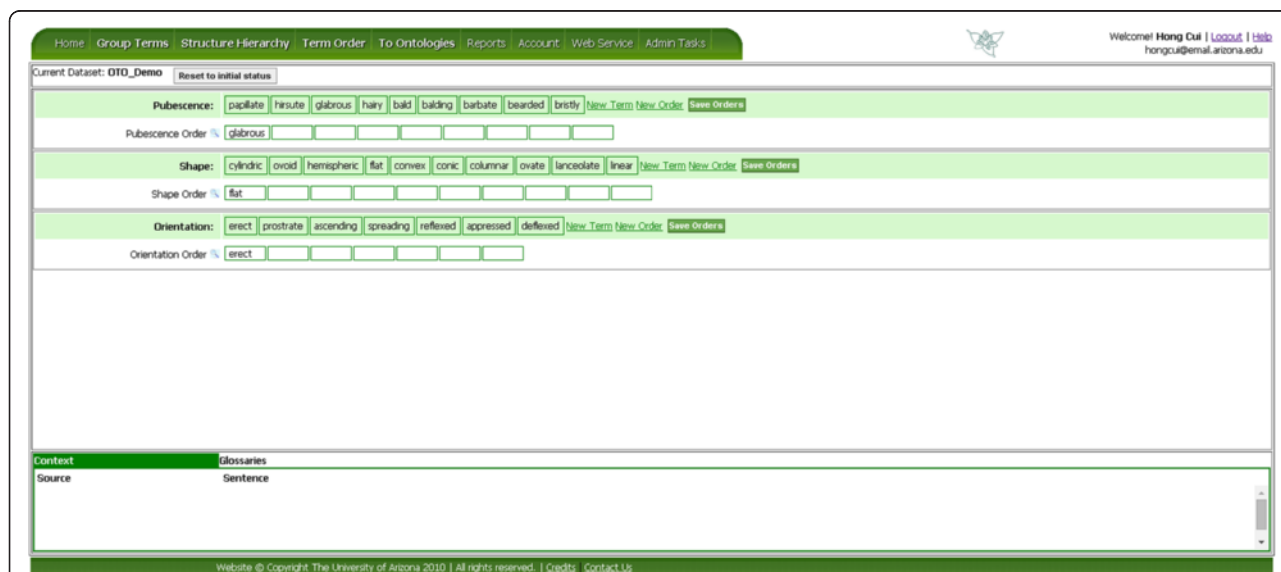 Home Group Terms Structure Hierarchy Term Order To Ontologies Reports Account Web Service Admin Tasks
Welcome! Hong Cui | Logout | Help
hongcui@email.arizona.edu
Current Dataset: OTO_Demo Reset to initial status
Pubescence: papillate hirsute glabrous hairy bald balding barbate bearded bristly New Term New Order Save Orders
Pubescence Order glabrous
Shape: cylindric ovoid hemispheric flat convex conic columnar ovate lanceolate linear New Term New Order Save Orders
Shape Order flat
Orientation: erect prostrate ascending spreading reflexed appressed deflexed New Term New Order Save Orders
Orientation Order erect
Context Glossaries
Source Sentence
Website © Copyright The University of Arizona 2010 | All rights reserved. | Credits | Contact Us